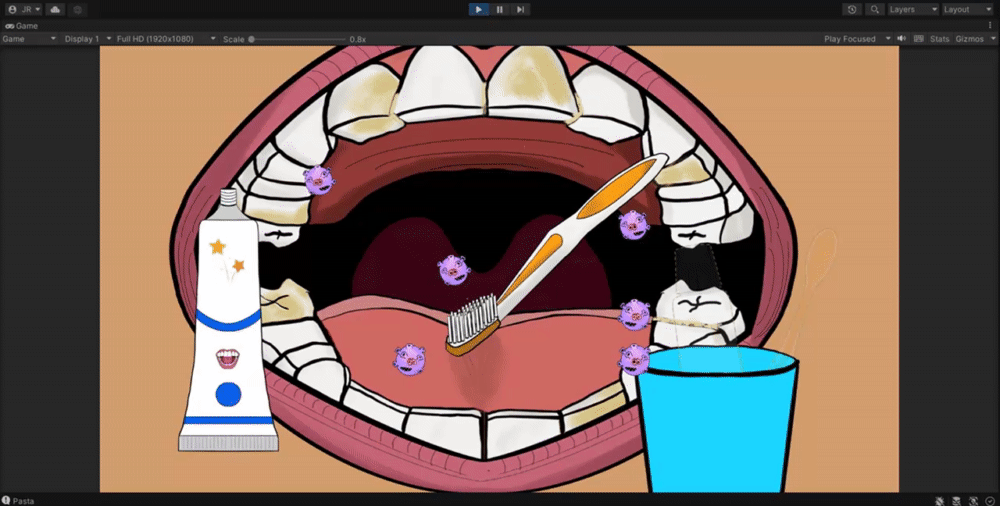 JR
Layers
Layout
Game
Game
Display 1
Full HD (1920x1080)
Scale
0.8x
Play Focused
Stats
Gizmos
Pasta